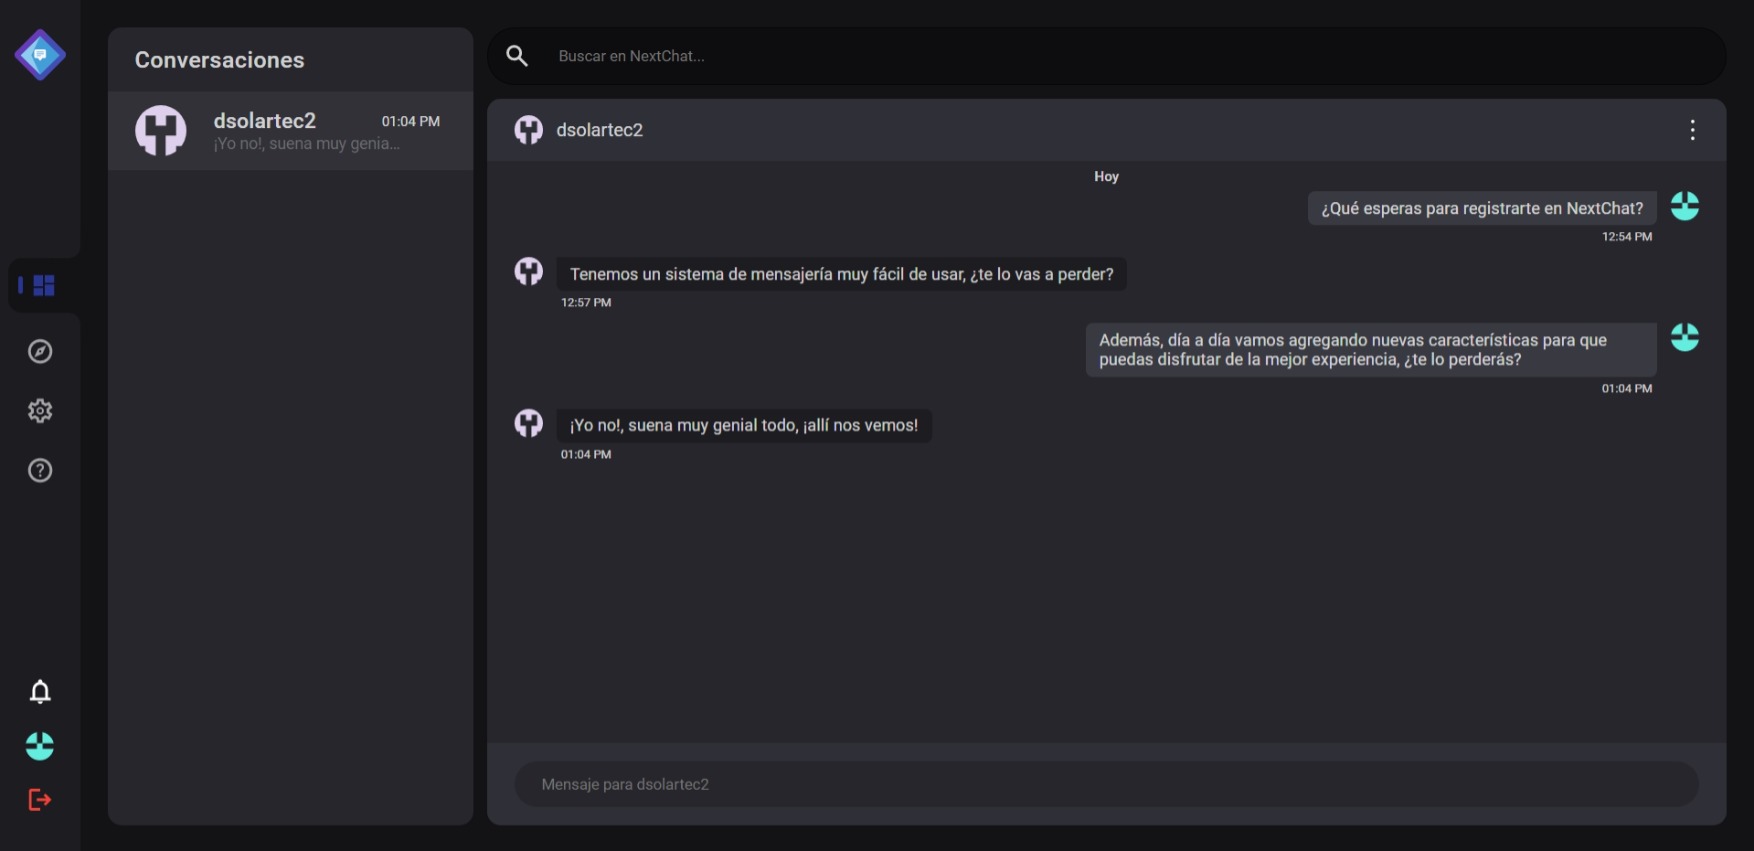 Conversaciones
dsolartec2
01:04 PM
¡Yo no!, suena muy genia...
Buscar en NextChat...
dsolartec2
Hoy
¿Qué esperas para registrarte en NextChat?
12:54 PM
Tenemos un sistema de mensajería muy fácil de usar, ¿te lo vas a perder?
12:57 PM
Además, día a día vamos agregando nuevas características para que
puedas disfrutar de la mejor experiencia, ¿te lo perderás?
01:04 PM
¡Yo no!, suena muy genial todo, ¡allí nos vemos!
01:04 PM
Mensaje para dsolartec2